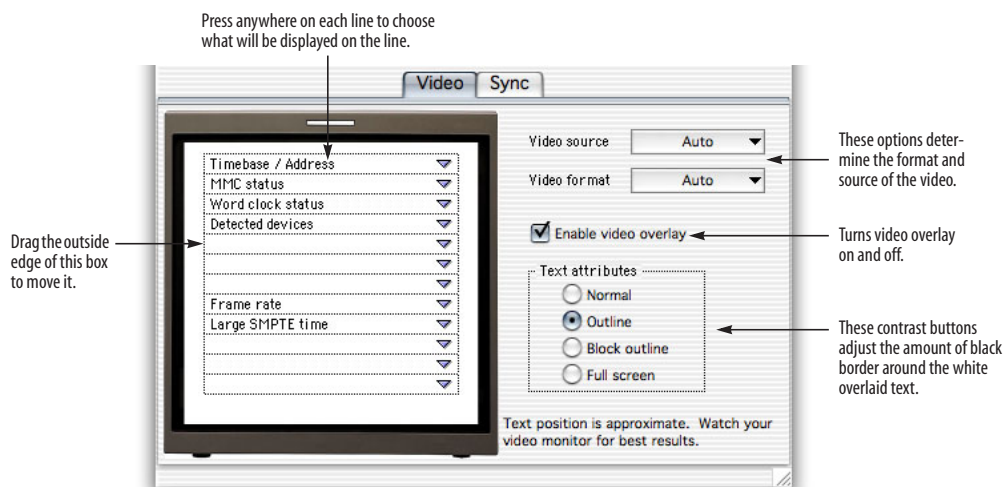 Press anywhere on each line to choose
what will be displayed on the line.
Video
Sync
Timebase / Address
MMC status
Word clock status
Detected devices
Frame rate
Large SMPTE time
Drag the outside
edge of this box
to move it.
Video source
Auto
Video format
Auto
Enable video overlay
Text attributes
Normal
Outline
Block outline
Full screen
Text position is approximate. Watch your
video monitor for best results.
These options deter-
mine the format and
source of the video.
Turns video overlay
on and off.
These contrast buttons
adjust the amount of black
border around the white
overlaid text.